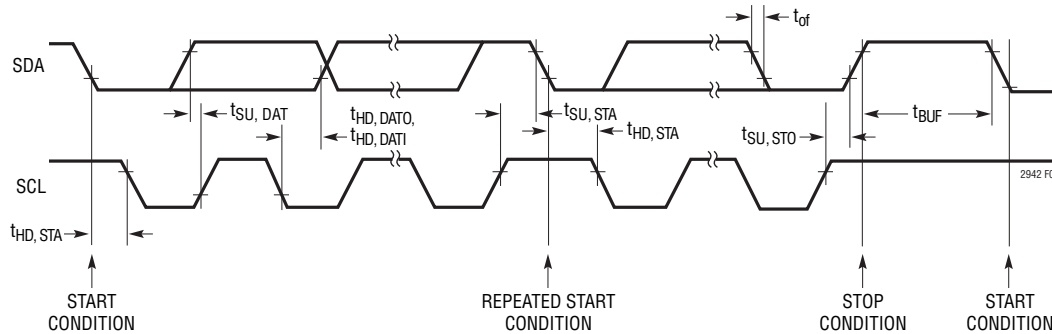 tof
SDA
tSU, DAT
tHD, DATO,
tHD, DATI
tSU, STA
tHD, STA
tSU, STO
tBUF
SCL
2942 F0
tHD, STA
START
CONDITION
REPEATED START
CONDITION
STOP
CONDITION
START
CONDITION